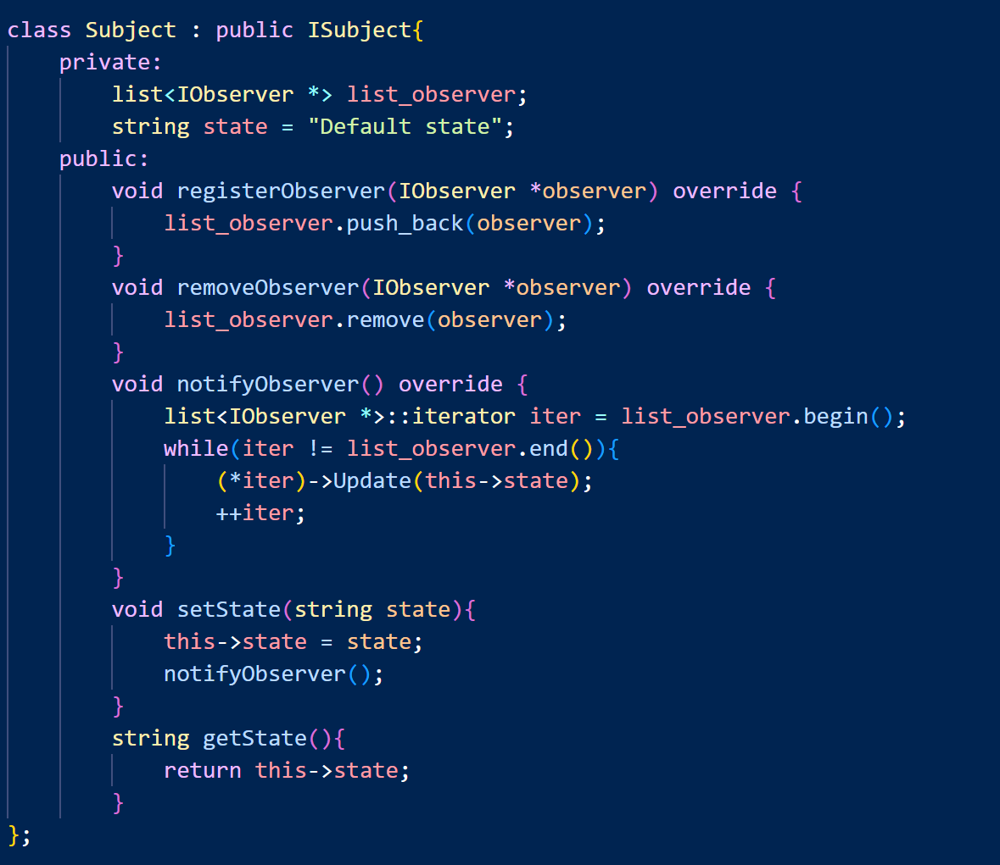 class Subject : public ISubject{
    private:
        list<IObserver *> list_observer;
        string state = "Default state";
    public:
        void registerObserver(IObserver *observer) override {
            list_observer.push_back(observer);
        }
        void removeObserver(IObserver *observer) override {
            list_observer.remove(observer);
        }
        void notifyObserver() override {
            list<IObserver *>::iterator iter = list_observer.begin();
            while(iter != list_observer.end()){
                (*iter)->Update(this->state);
                ++iter;
            }
        }
        void setState(string state){
            this->state = state;
            notifyObserver();
        }
        string getState(){
            return this->state;
        }
};